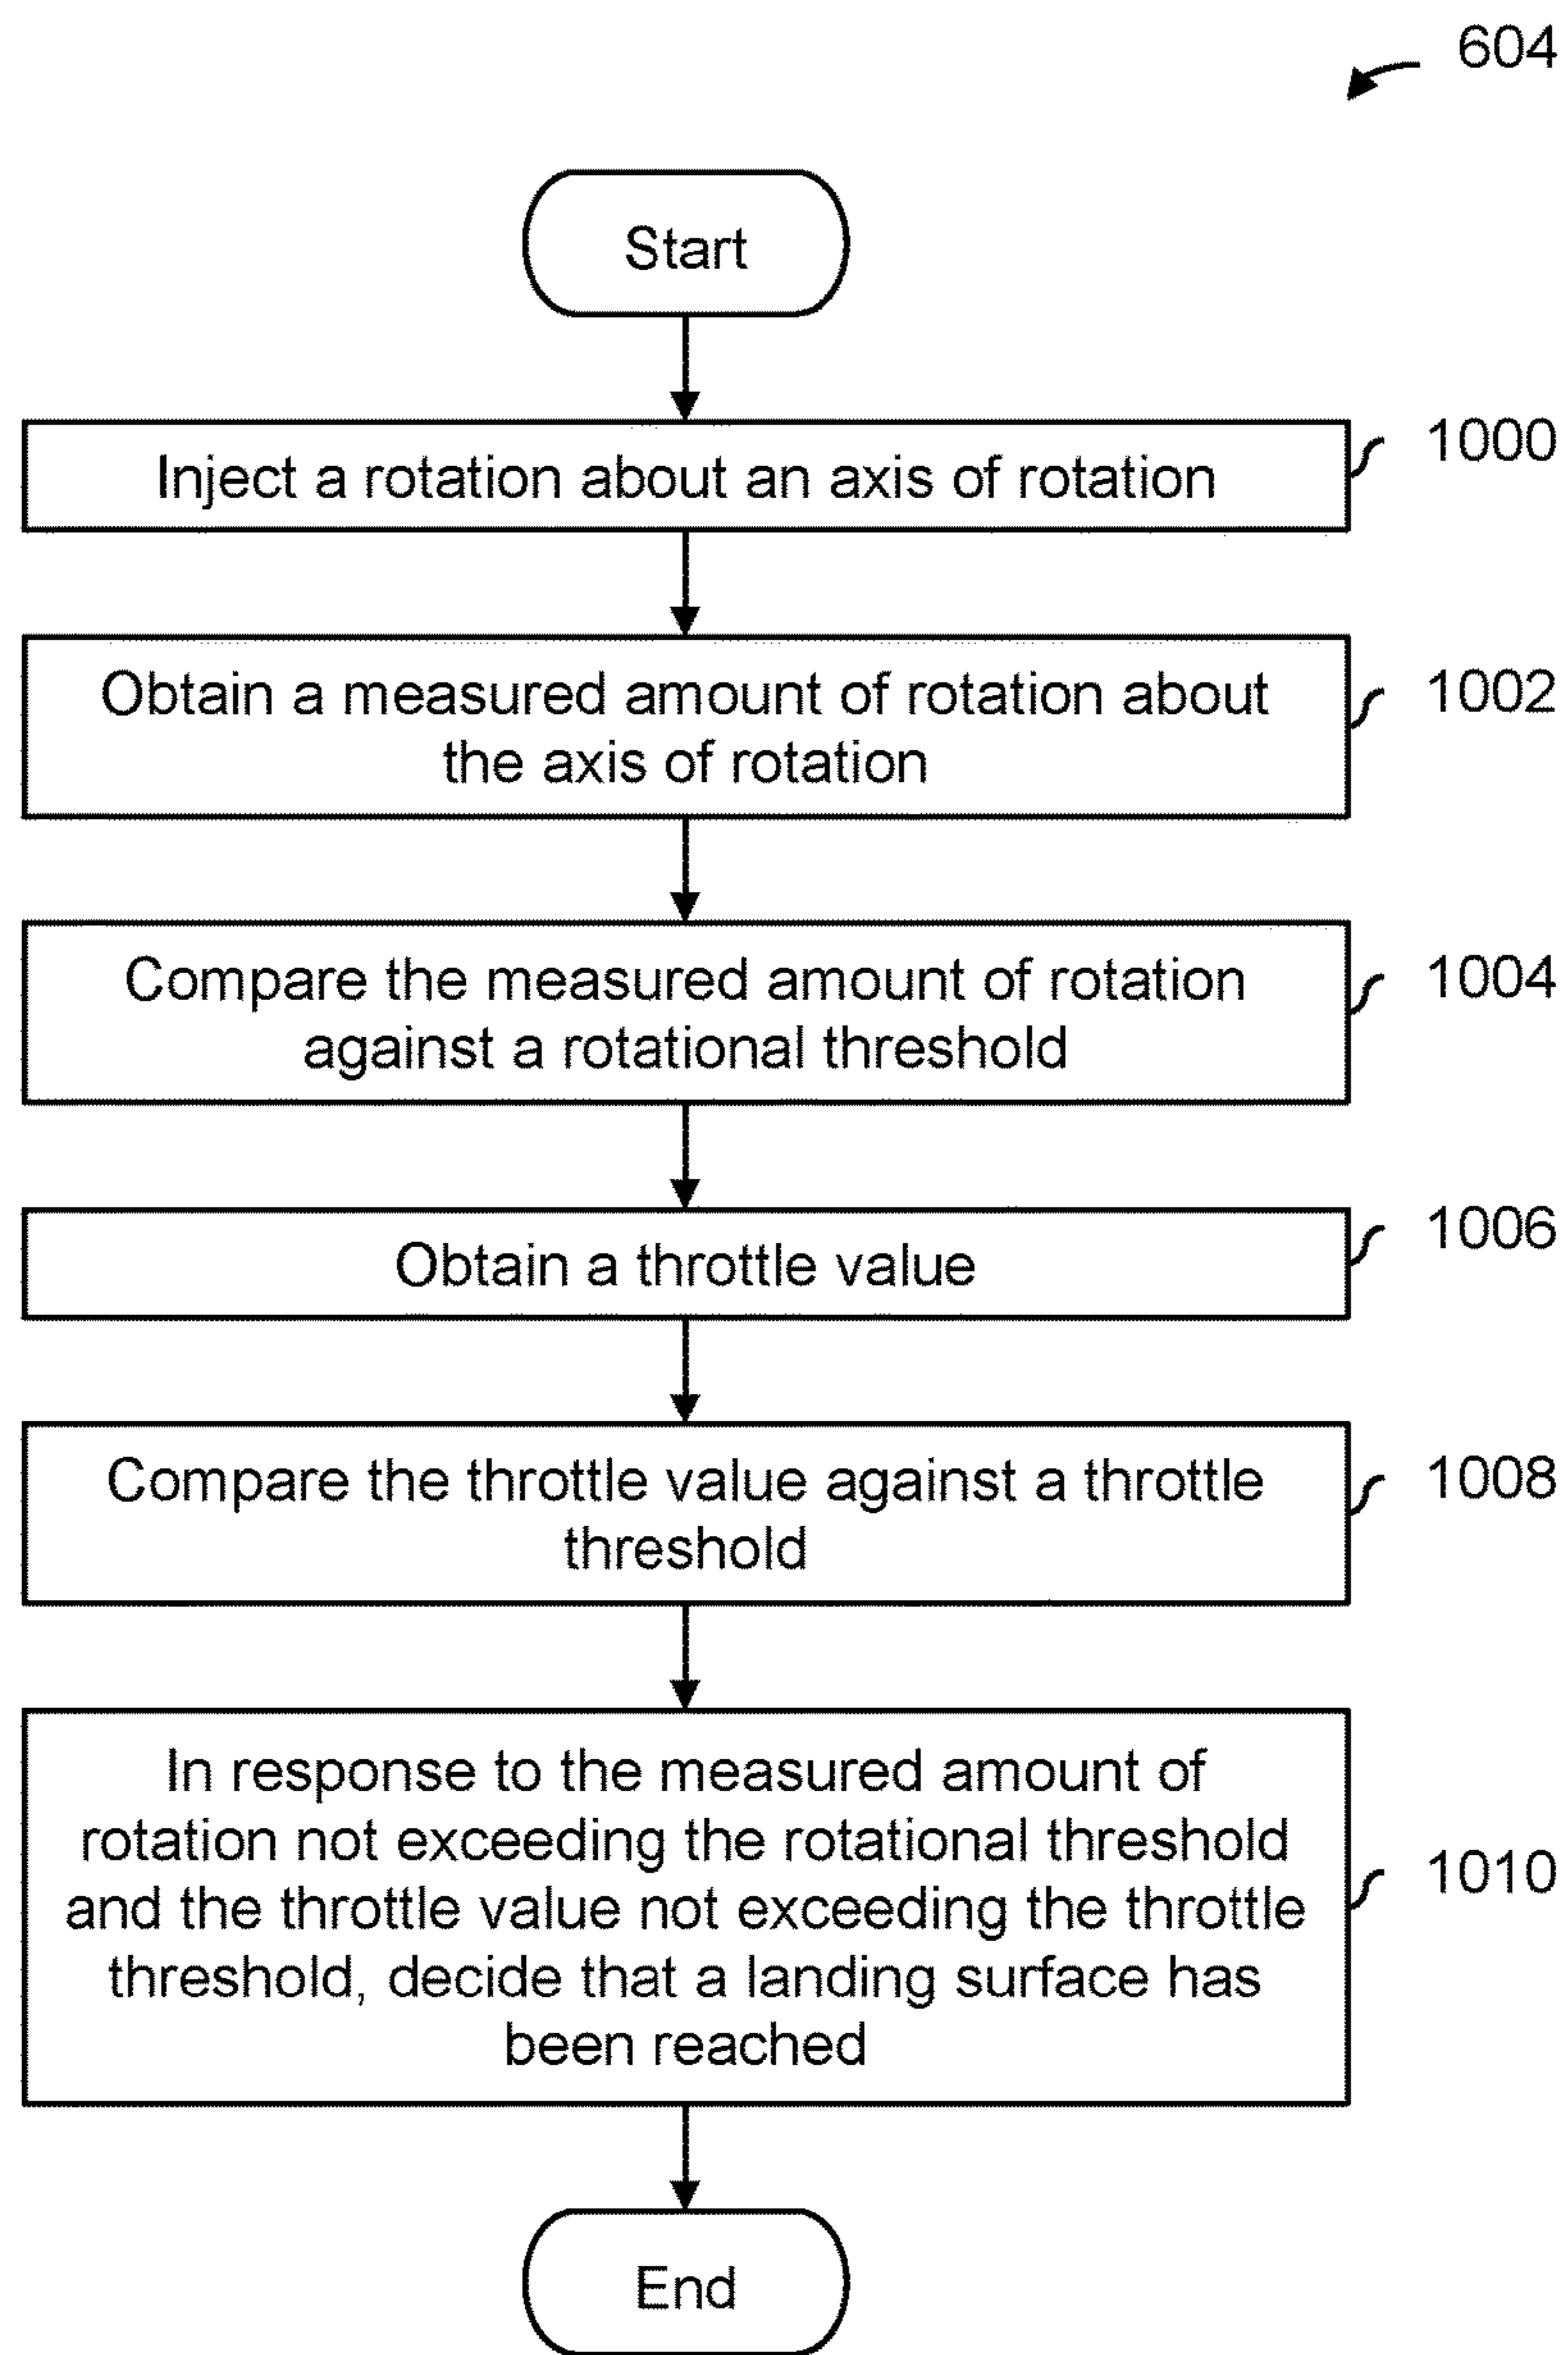 604
Start
Inject a rotation about an axis of rotation
1000
Obtain a measured amount of rotation about
the axis of rotation
1002
Compare the measured amount of rotation
against a rotational threshold
1004
Obtain a throttle value
1006
Compare the throttle value against a throttle
threshold
1008
In response to the measured amount of
rotation not exceeding the rotational threshold
and the throttle value not exceeding the throttle
threshold, decide that a landing surface has
been reached
1010
End